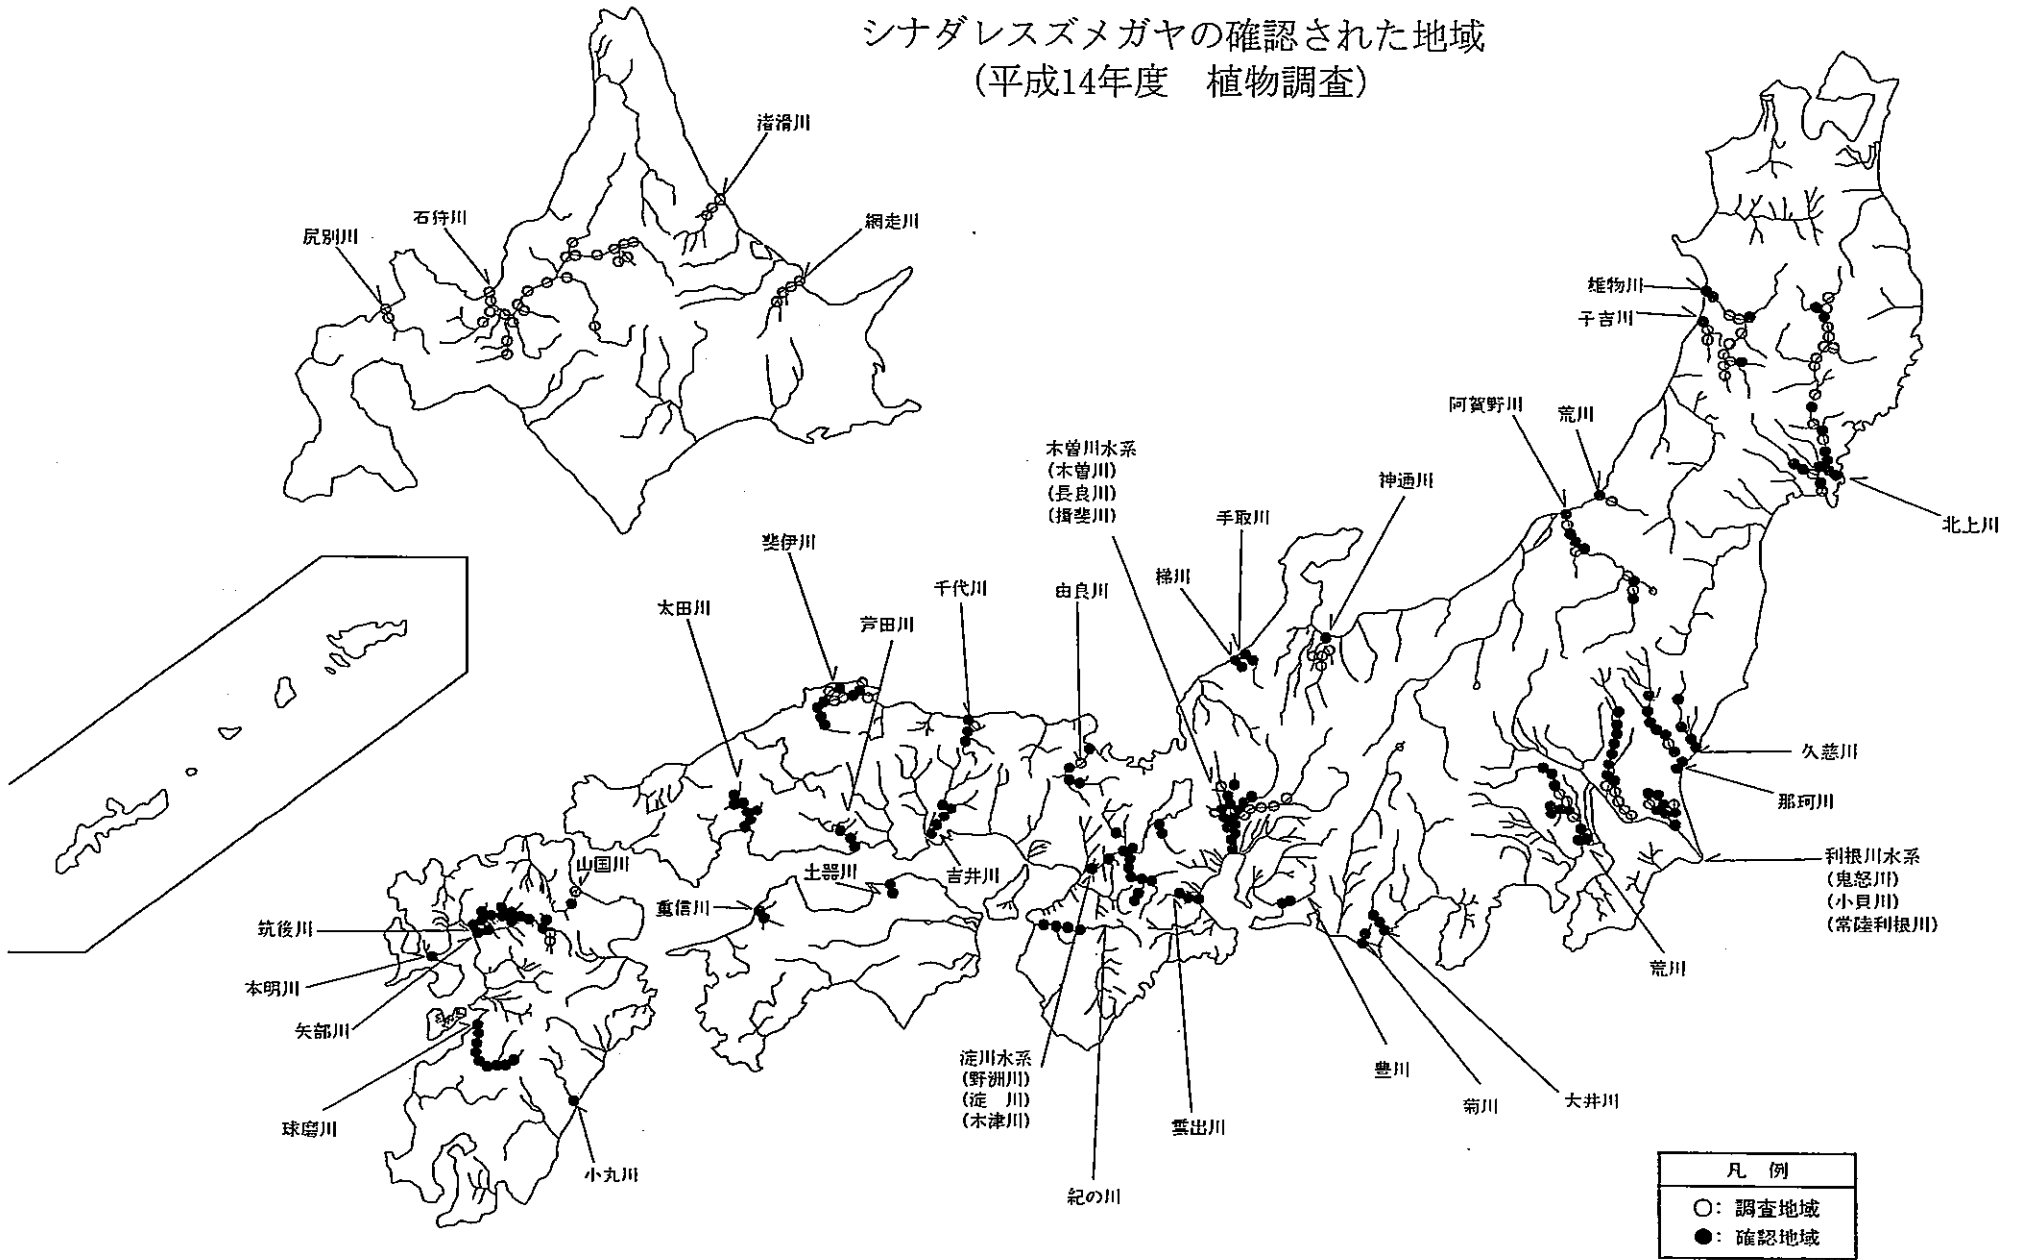 シナダレスズメガヤの確認された地域
(平成14年度　植物調査)
渚滑川
石狩川
網走川
尻別川
雄物川
子吉川
阿賀野川
荒川
木曽川水系
(木曽川)
(長良川)
(揖斐川)
神通川
手取川
北上川
斐伊川
梯川
千代川
由良川
太田川
芦田川
久慈川
那珂川
山国川
土器川
吉井川
利根川水系
(鬼怒川)
(小貝川)
(常陸利根川)
重信川
筑後川
荒川
本明川
矢部川
淀川水系
(野洲川)
(淀　川)
(木津川)
豊川
菊川
大井川
球磨川
雲出川
小丸川
紀の川
凡　例
○：調査地域
●：確認地域